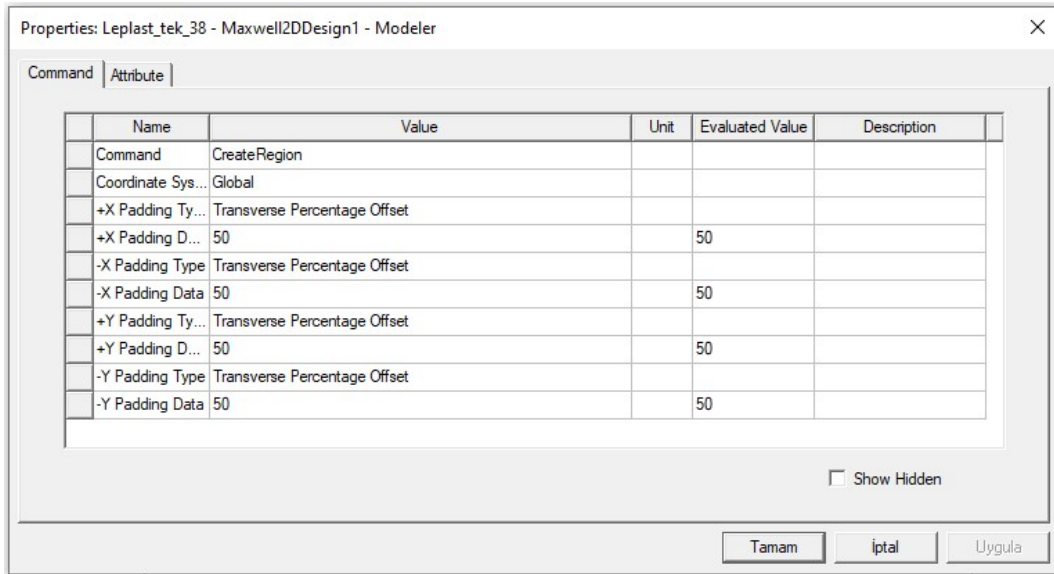 Properties: Leplast_tek_38 - Maxwell2DDesign1 - Modeler
Command Attribute
Name Value Unit Evaluated Value Description
Command CreateRegion
Coordinate Sys... Global
+X Padding Ty... Transverse Percentage Offset
+X Padding D... 50 50
-X Padding Type Transverse Percentage Offset
-X Padding Data 50 50
+Y Padding Ty... Transverse Percentage Offset
+Y Padding D... 50 50
-Y Padding Type Transverse Percentage Offset
-Y Padding Data 50 50
Show Hidden
Tamam İptal Uygula